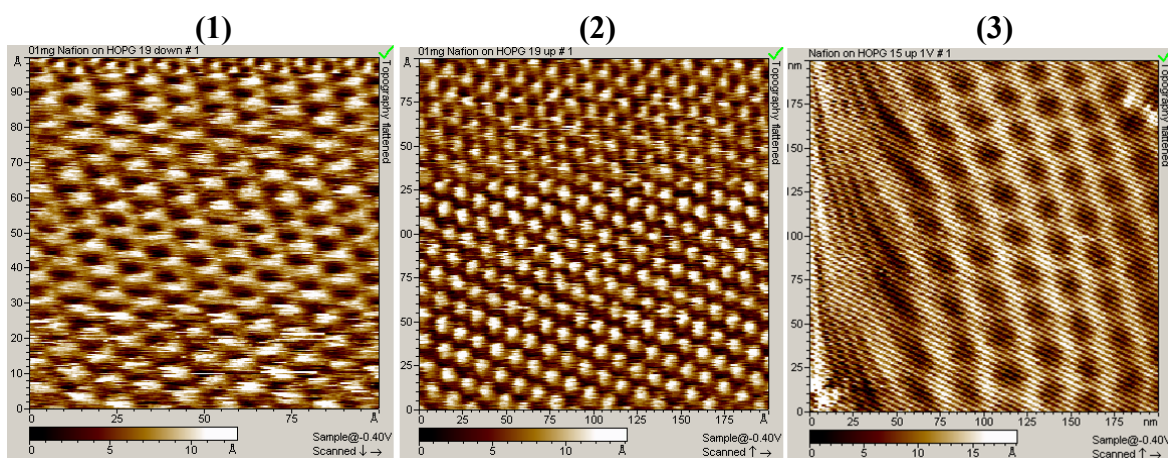 (1)
01mg Nafion on HOPG 19 down # 1
Å
90
80
70
60
50
40
30
20
10
0
0 25 50 75 Å
Topography flattened
0 5 10 Å
Sample@-0.40V
Scanned ↓ →
(2)
01mg Nafion on HOPG 19 up # 1
Å
75
50
25
00
75
50
25
0
0 25 50 75 100 125 150 175 Å
Topography flattened
0 5 10 Å
Sample@-0.40V
Scanned ↑ →
(3)
Nafion on HOPG 15 up 1V # 1
nm
175
150
125
100
75
50
25
0
0 25 50 75 100 125 150 175 nm
Topography flattened
0 5 10 15 Å
Sample@-0.40V
Scanned ↑ →